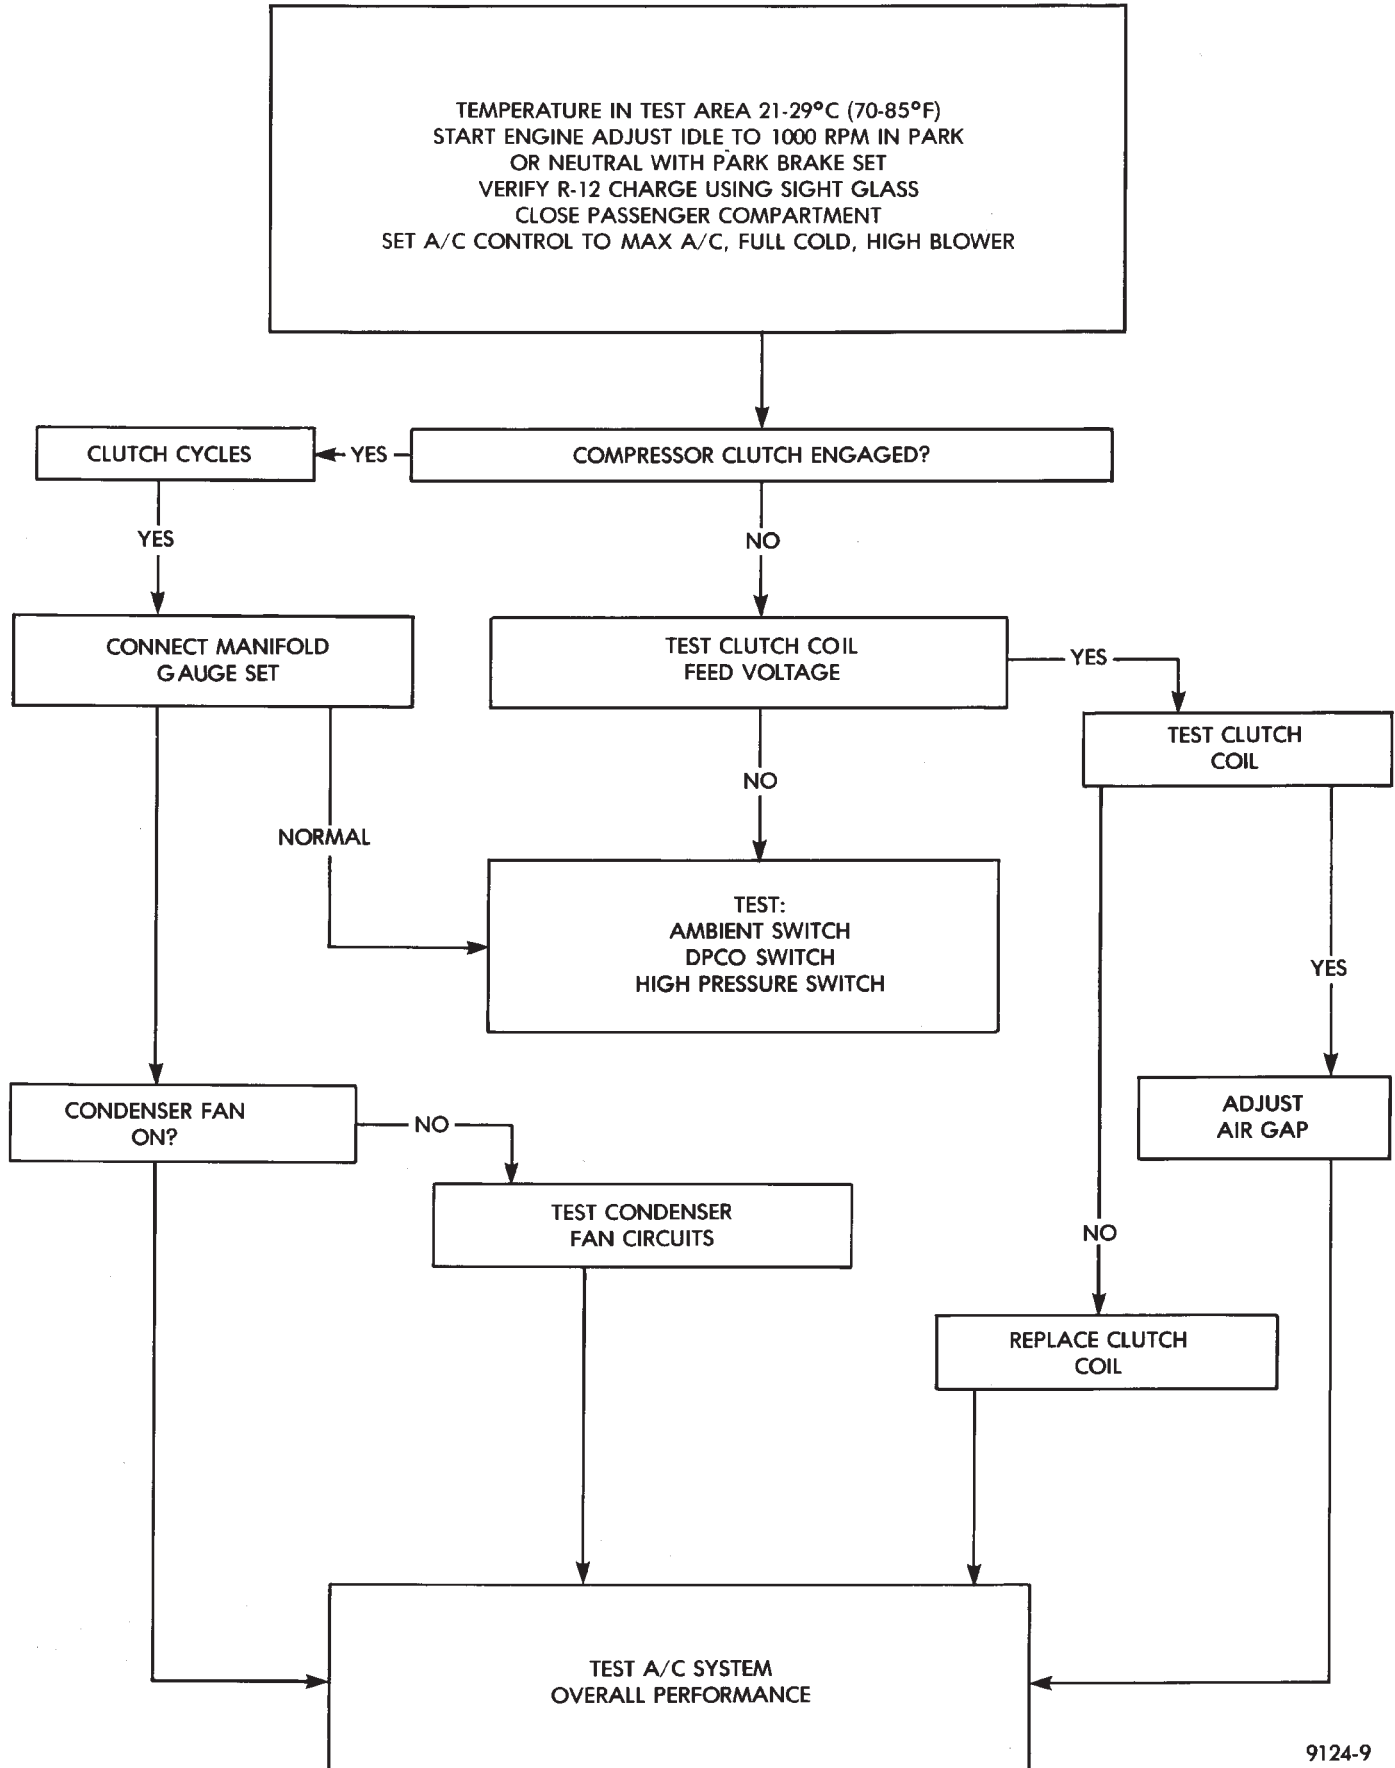 TEMPERATURE IN TEST AREA 21-29°C (70-85°F)
START ENGINE ADJUST IDLE TO 1000 RPM IN PARK
OR NEUTRAL WITH PARK BRAKE SET
VERIFY R-12 CHARGE USING SIGHT GLASS
CLOSE PASSENGER COMPARTMENT
SET A/C CONTROL TO MAX A/C, FULL COLD, HIGH BLOWER
CLUTCH CYCLES
YES
COMPRESSOR CLUTCH ENGAGED?
YES
NO
CONNECT MANIFOLD
GAUGE SET
TEST CLUTCH COIL
FEED VOLTAGE
YES
TEST CLUTCH
COIL
NO
NORMAL
TEST:
AMBIENT SWITCH
DPCO SWITCH
HIGH PRESSURE SWITCH
YES
CONDENSER FAN
ON?
NO
ADJUST
AIR GAP
TEST CONDENSER
FAN CIRCUITS
NO
REPLACE CLUTCH
COIL
TEST A/C SYSTEM
OVERALL PERFORMANCE
9124-9